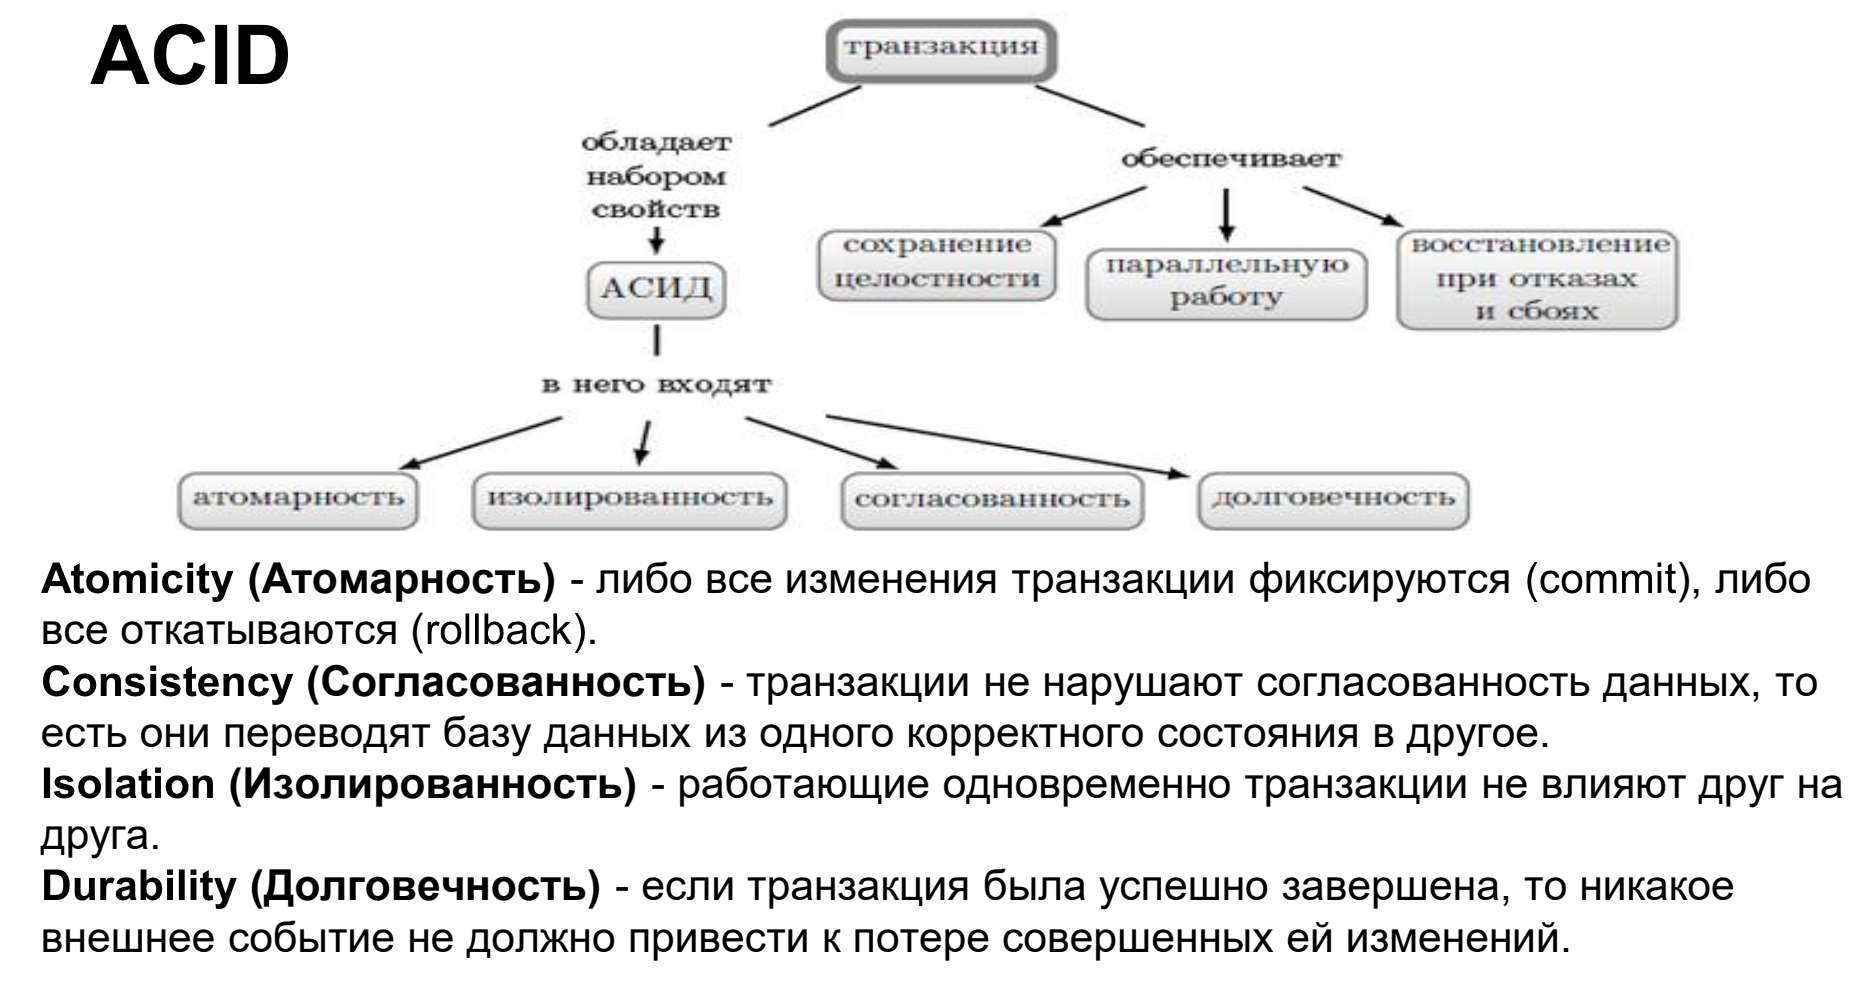 ACID
транзакция
обладает
набором
свойств
обеспечивает
сохранение
целостности
параллельную
работу
восстановление
при отказах
и сбоях
АСИД
в него входят
атомарность
изолированность
согласованность
долговечность
Atomicity (Атомарность) - либо все изменения транзакции фиксируются (commit), либо
все откатываются (rollback).
Consistency (Согласованность) - транзакции не нарушают согласованность данных, то
есть они переводят базу данных из одного корректного состояния в другое.
Isolation (Изолированность) - работающие одновременно транзакции не влияют друг на
друга.
Durability (Долговечность) - если транзакция была успешно завершена, то никакое
внешнее событие не должно привести к потере совершенных ей изменений.